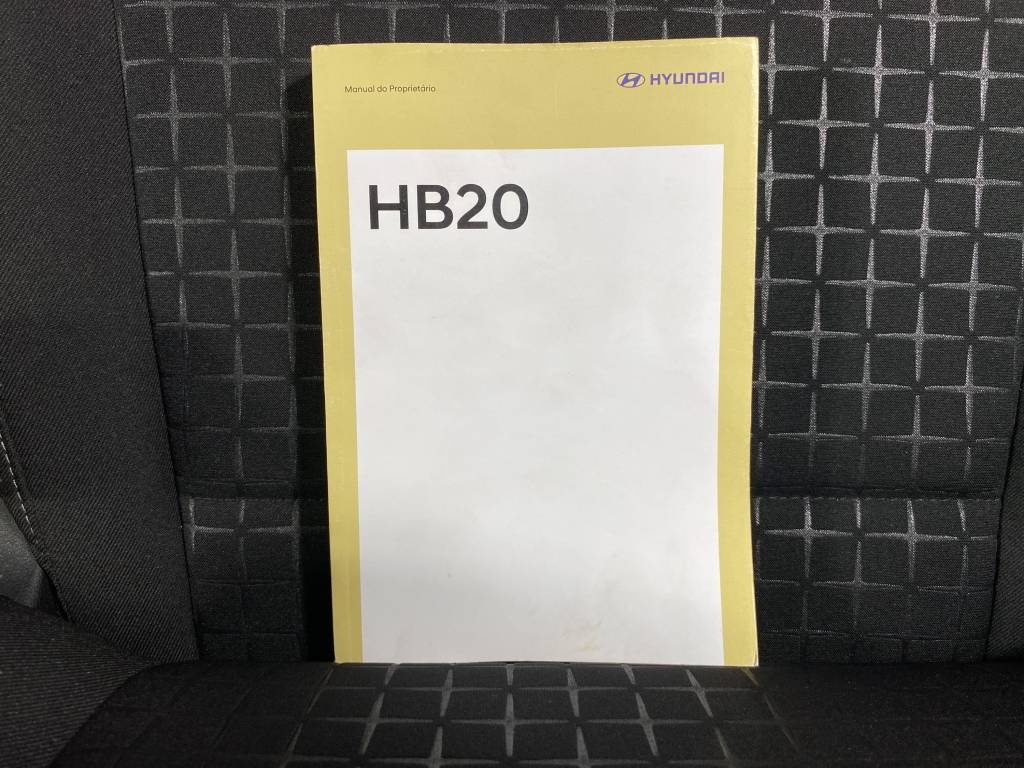 Manual do Proprietário
HYUNDAI
HB20